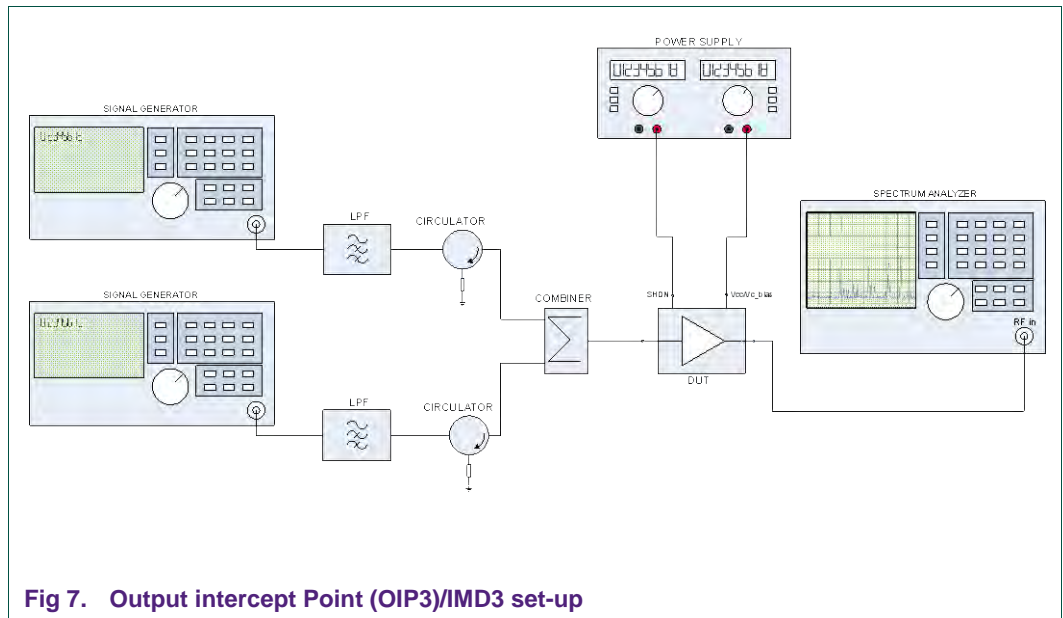 POWER SUPPLY
SIGNAL GENERATOR
SPECTRUM ANALYZER
LPF
CIRCULATOR
SIGNAL GENERATOR
COMBINER
SHDN
Vcc/Vc_bias
RF in
DUT
LPF
CIRCULATOR
Fig 7. Output intercept Point (OIP3)/IMD3 set-up